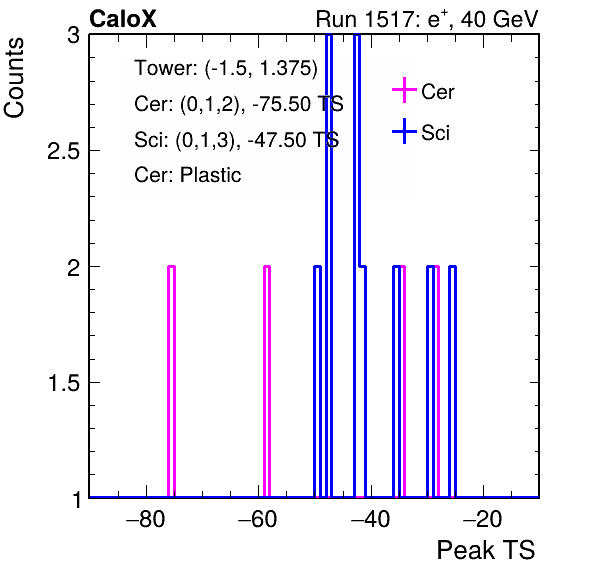 CaloX Run 1517: e⁺, 40 GeV
Counts
3
2.5
2
1.5
1
Tower: (-1.5, 1.375)
Cer: (0,1,2), -75.50 TS
Sci: (0,1,3), -47.50 TS
Cer: Plastic
Cer
Sci
−80 −60 −40 −20
Peak TS